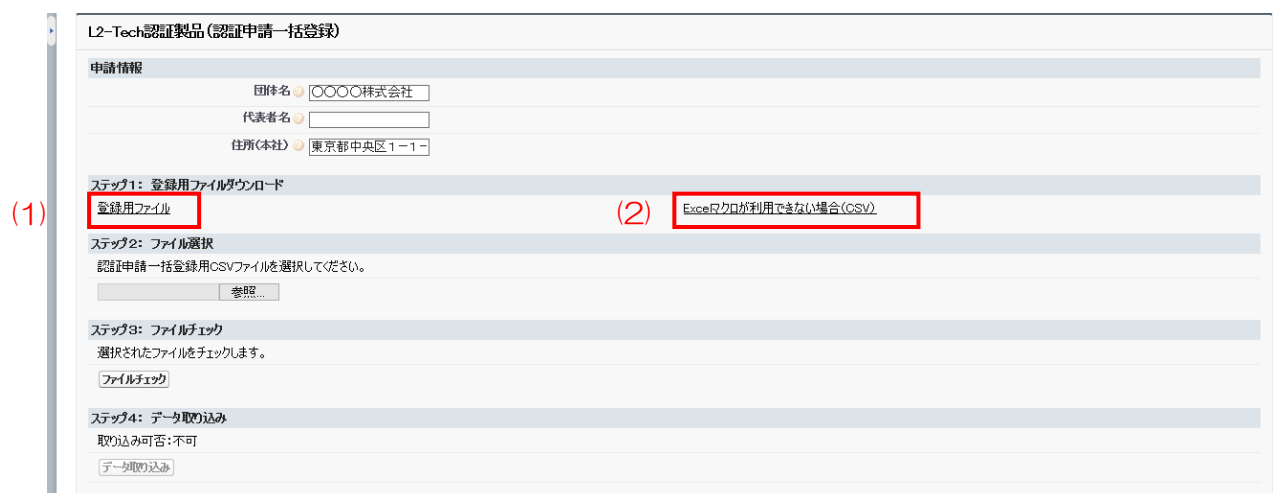 L2-Tech認証製品(認証申請一括登録)
申請情報
団体名 〇〇〇〇株式会社
代表者名
住所(本社) 東京都中央区1-1-
ステップ1: 登録用ファイルダウンロード
(1) 登録用ファイル (2) Excelマクロが利用できない場合(CSV)
ステップ2: ファイル選択
認証申請一括登録用CSVファイルを選択してください。
参照...
ステップ3: ファイルチェック
選択されたファイルをチェックします。
ファイルチェック
ステップ4: データ取り込み
取り込み可否:不可
データ取り込み